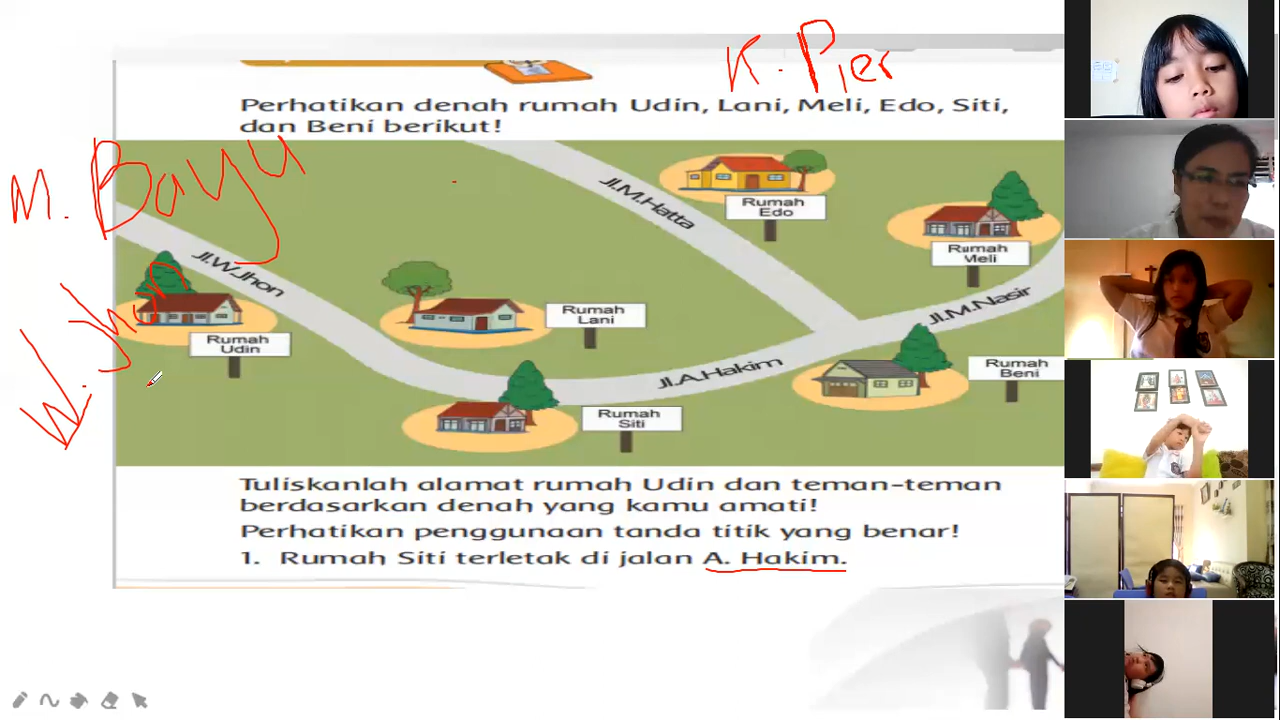 K. Pier
Perhatikan denah rumah Udin, Lani, Meli, Edo, Siti,
dan Beni berikut!
M. Bayu
Jl.M.Hatta
Rumah
Edo
Rumah
Meli
Jl.W.Jhon
W. Jhon
Rumah
Udin
Rumah
Lani
Jl.M.Nasir
Jl.A.Hakim
Rumah
Beni
Rumah
Siti
Tuliskanlah alamat rumah Udin dan teman-teman
berdasarkan denah yang kamu amati!
Perhatikan penggunaan tanda titik yang benar!
1. Rumah Siti terletak di jalan A. Hakim.